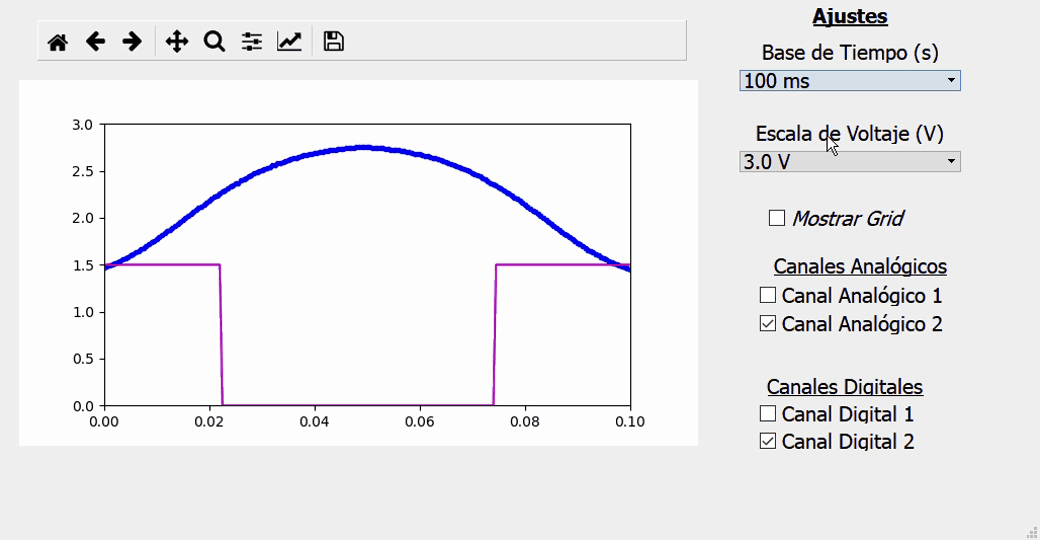 Ajustes
Base de Tiempo (s)
100 ms
Escala de Voltaje (V)
3.0 V
Mostrar Grid
Canales Analógicos
Canal Analógico 1
Canal Analógico 2
Canales Digitales
Canal Digital 1
Canal Digital 2
3.0
2.5
2.0
1.5
1.0
0.5
0.0
0.00 0.02 0.04 0.06 0.08 0.10